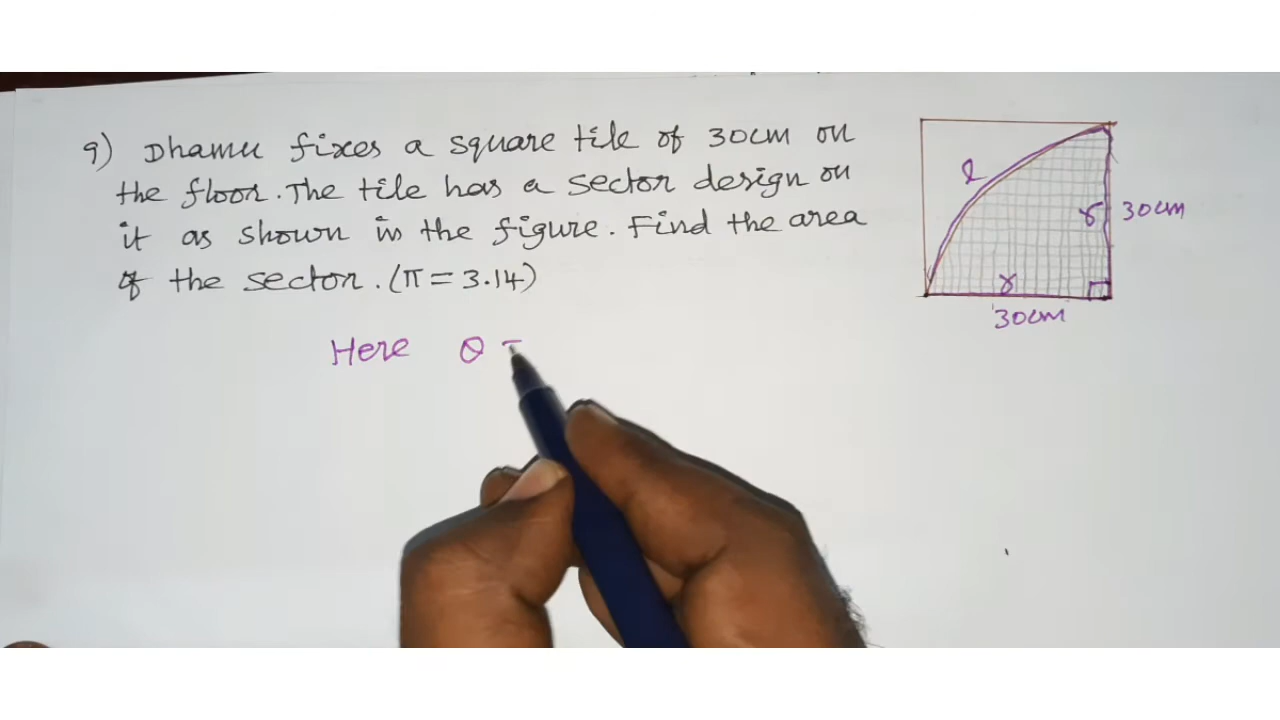 9) Dhamu fixes a square tile of 30cm on
the floor. The tile has a sector design on
it as shown in the figure. Find the area
of the sector. (π = 3.14)
l
r 30cm
r
30cm
Here θ =